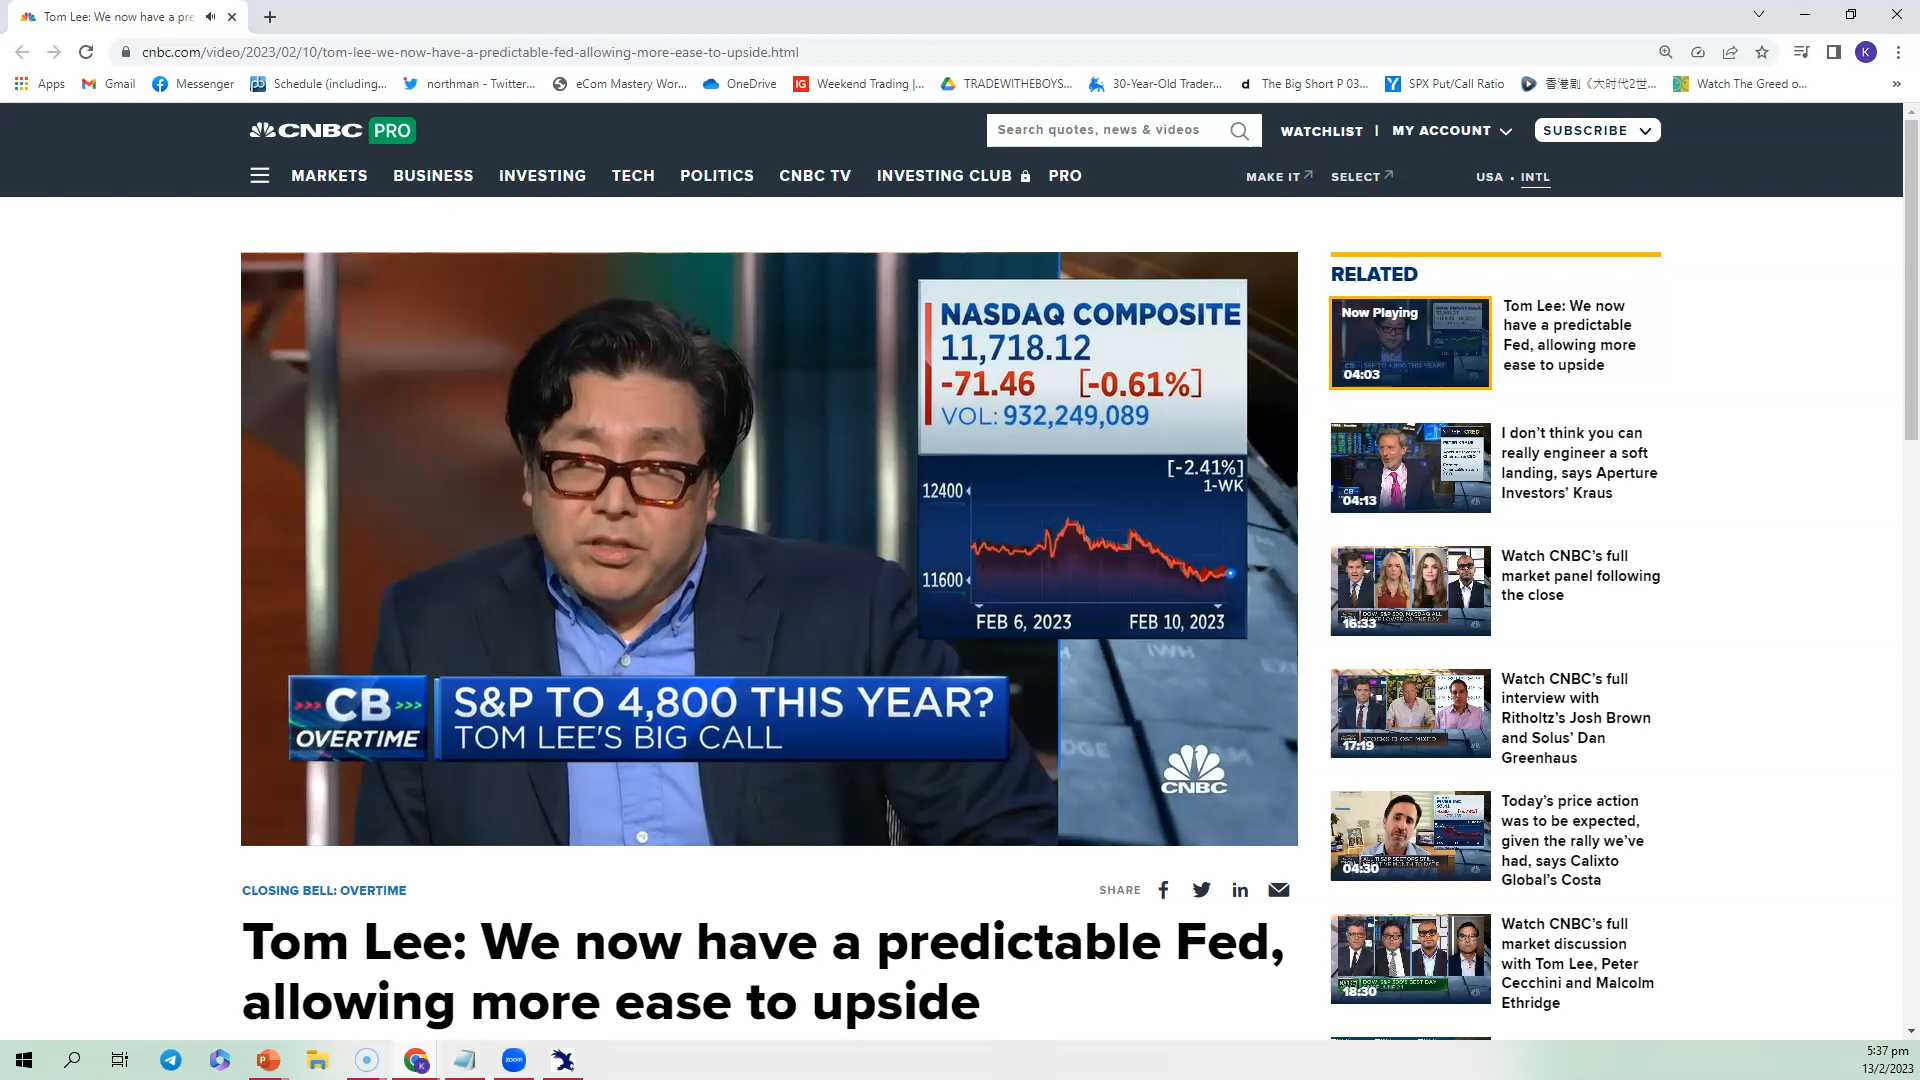 Tom Lee: We now have a pre
cnbc.com/video/2023/02/10/tom-lee-we-now-have-a-predictable-fed-allowing-more-ease-to-upside.html
K
Apps
Gmail
Messenger
Schedule (including...
northman - Twitter...
eCom Mastery Wor...
OneDrive
IG
Weekend Trading |...
TRADEWITHEBOYS...
30-Year-Old Trader...
d
The Big Short P 03...
SPX Put/Call Ratio
香港剧《大时代2世...
Watch The Greed o...
»
CNBC PRO
Search quotes, news & videos
WATCHLIST | MY ACCOUNT
SUBSCRIBE
MARKETS BUSINESS INVESTING TECH POLITICS CNBC TV INVESTING CLUB PRO
MAKE IT SELECT USA • INTL
NASDAQ COMPOSITE
11,718.12
-71.46 [-0.61%]
VOL: 932,249,089
[-2.41%]
1-WK
12400
11600
FEB 6, 2023 FEB 10, 2023
>>> CB >>>
OVERTIME
S&P TO 4,800 THIS YEAR?
TOM LEE'S BIG CALL
CNBC
CLOSING BELL: OVERTIME
SHARE
Tom Lee: We now have a predictable Fed,
allowing more ease to upside
RELATED
Now Playing
04:03
Tom Lee: We now
have a predictable
Fed, allowing more
ease to upside
04:13
I don't think you can
really engineer a soft
landing, says Aperture
Investors' Kraus
16:33
Watch CNBC's full
market panel following
the close
17:19
Watch CNBC's full
interview with
Ritholtz's Josh Brown
and Solus' Dan
Greenhaus
04:30
Today's price action
was to be expected,
given the rally we've
had, says Calixto
Global's Costa
18:30
Watch CNBC's full
market discussion
with Tom Lee, Peter
Cecchini and Malcolm
Ethridge
zoom
5:37 pm
13/2/2023